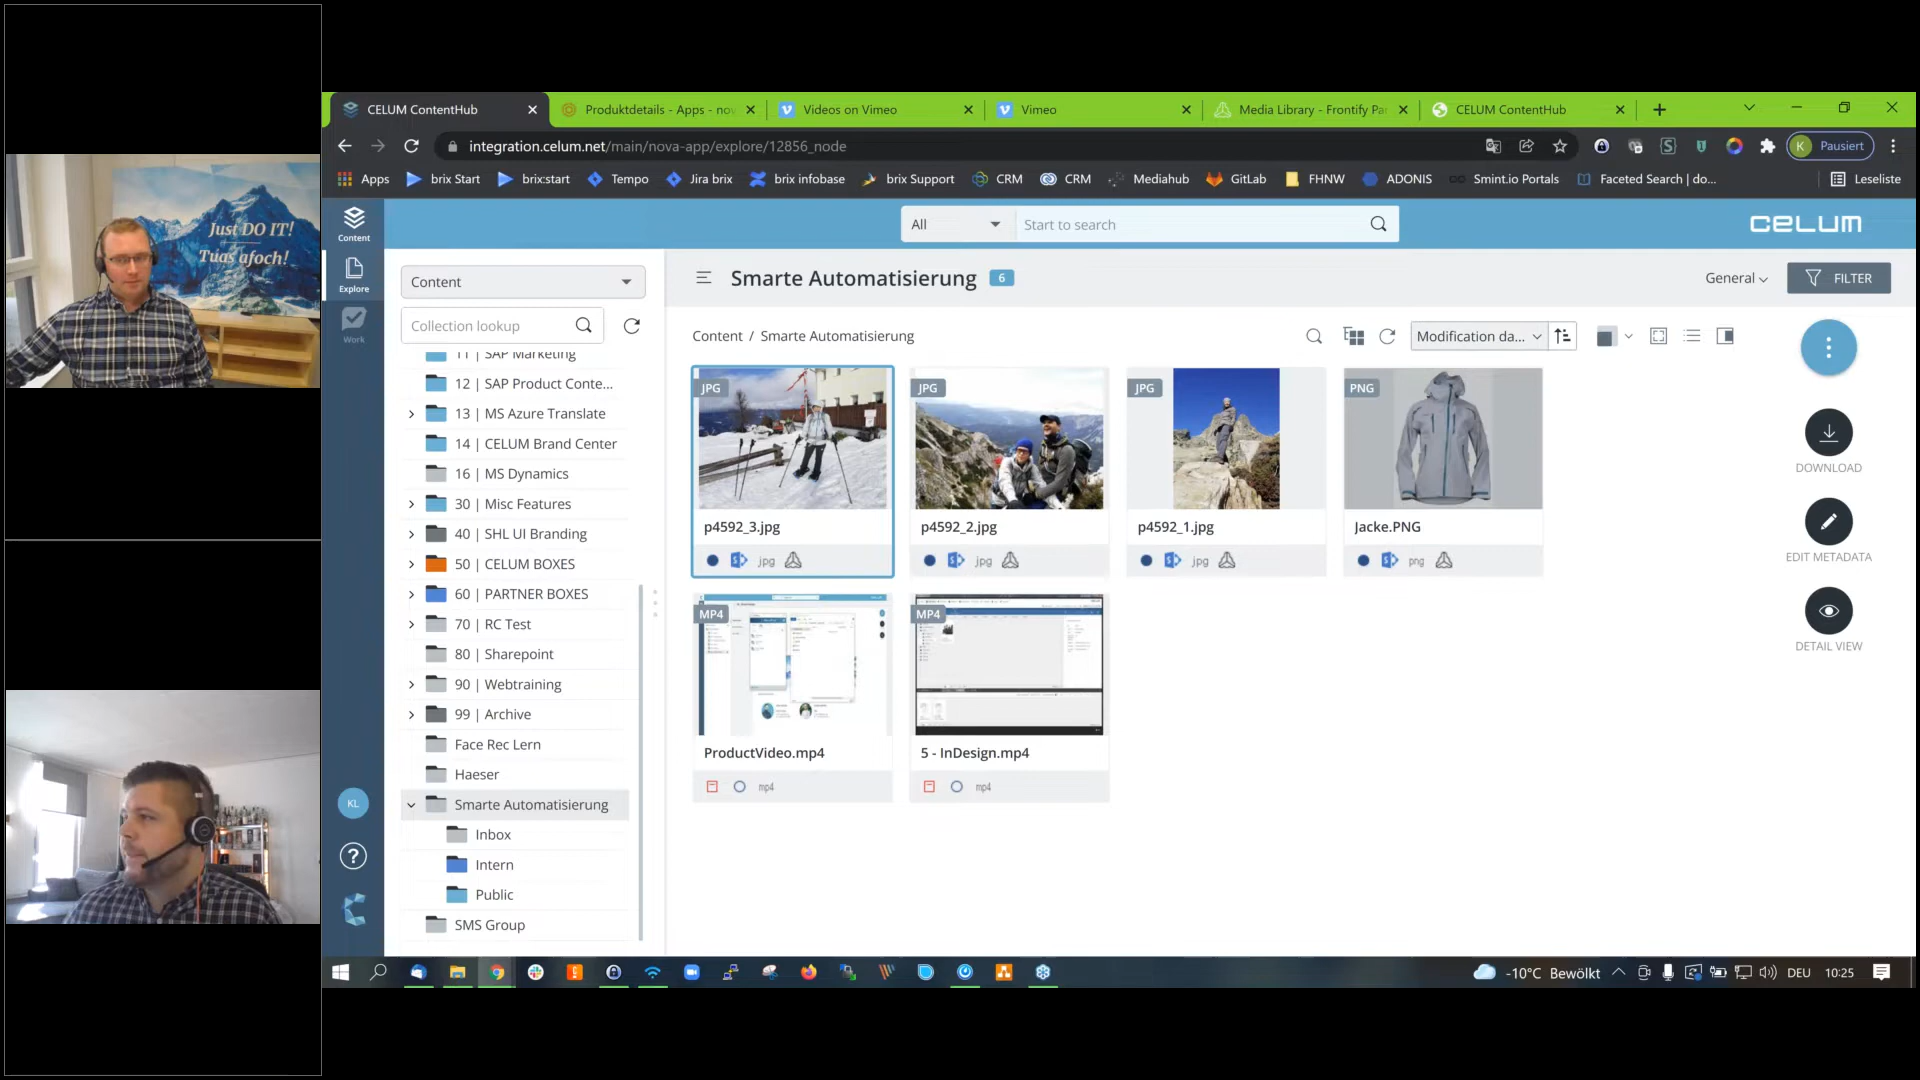 Just DO IT!
Tuas afoch!
CELUM ContentHub
Produktdetails - Apps - nov
Videos on Vimeo
Vimeo
Media Library - Frontify Par
CELUM ContentHub
integration.celum.net/main/nova-app/explore/12856_node
K Pausiert
Apps
brix Start
brix:start
Tempo
Jira brix
brix infobase
brix Support
CRM
CRM
Mediahub
GitLab
FHNW
ADONIS
Smint.io Portals
Faceted Search | do...
Leseliste
Content
Explore
Work
KL
All
Start to search
CELUM
Content
Collection lookup
11 | SAP Marketing
12 | SAP Product Conte...
13 | MS Azure Translate
14 | CELUM Brand Center
16 | MS Dynamics
30 | Misc Features
40 | SHL UI Branding
50 | CELUM BOXES
60 | PARTNER BOXES
70 | RC Test
80 | Sharepoint
90 | Webtraining
99 | Archive
Face Rec Lern
Haeser
Smarte Automatisierung
Inbox
Intern
Public
SMS Group
Smarte Automatisierung 6
General
FILTER
Content / Smarte Automatisierung
Modification da...
JPG
p4592_3.jpg
jpg
JPG
p4592_2.jpg
jpg
JPG
p4592_1.jpg
jpg
PNG
Jacke.PNG
png
MP4
ProductVideo.mp4
mp4
MP4
5 - InDesign.mp4
mp4
DOWNLOAD
EDIT METADATA
DETAIL VIEW
-10°C Bewölkt
DEU
10:25